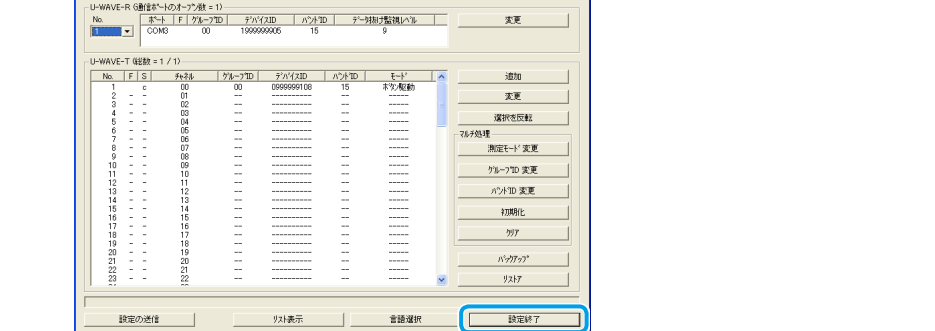 U-WAVE-R (通信ポートのオープン数 = 1)
No. ポート F グループID デバイスID バンドID データ抜け監視レベル 変更
1 COM3 00 1999999905 15 9
U-WAVE-T (総数 = 1 / 1)
No. F S チャネル グループID デバイスID バンドID モード
1 c 00 00 0999999108 15 ボタン駆動
2 - - 01 -- ---------- -- -----
3 - - 02 -- ---------- -- -----
4 - - 03 -- ---------- -- -----
5 - - 04 -- ---------- -- -----
6 - - 05 -- ---------- -- -----
7 - - 06 -- ---------- -- -----
8 - - 07 -- ---------- -- -----
9 - - 08 -- ---------- -- -----
10 - - 09 -- ---------- -- -----
11 - - 10 -- ---------- -- -----
12 - - 11 -- ---------- -- -----
13 - - 12 -- ---------- -- -----
14 - - 13 -- ---------- -- -----
15 - - 14 -- ---------- -- -----
16 - - 15 -- ---------- -- -----
17 - - 16 -- ---------- -- -----
18 - - 17 -- ---------- -- -----
19 - - 18 -- ---------- -- -----
20 - - 19 -- ---------- -- -----
21 - - 20 -- ---------- -- -----
22 - - 21 -- ---------- -- -----
23 - - 22 -- ---------- -- -----
追加
変更
選択を反転
マルチ処理
測定モード 変更
グループID 変更
バンドID 変更
初期化
クリア
バックアップ
リストア
設定の送信 リスト表示 言語選択 設定終了